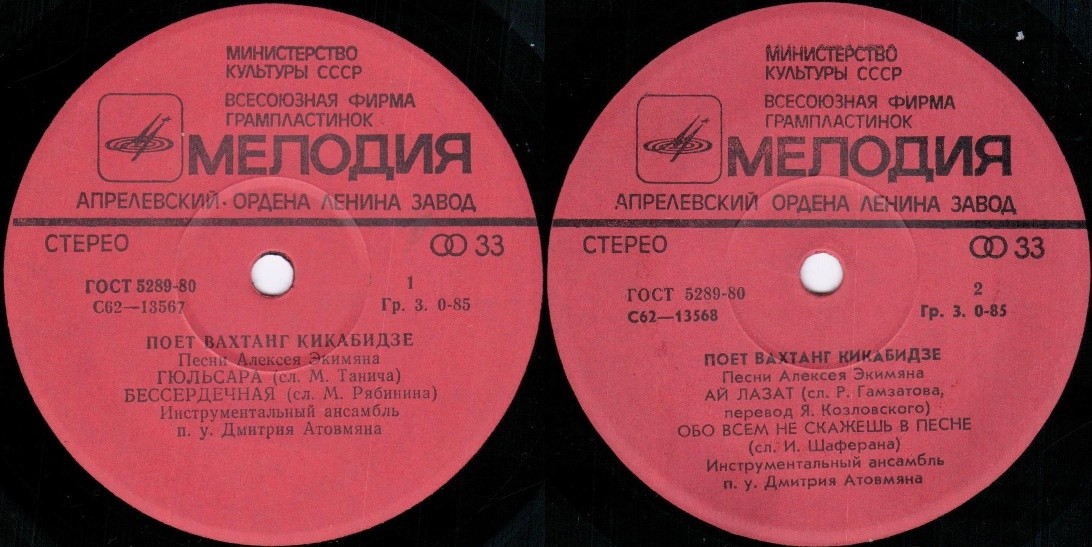 МИНИСТЕРСТВО
КУЛЬТУРЫ СССР
ВСЕСОЮЗНАЯ ФИРМА
ГРАМПЛАСТИНОК
МЕЛОДИЯ
АПРЕЛЕВСКИЙ ОРДЕНА ЛЕНИНА ЗАВОД
СТЕРЕО 33
ГОСТ 5289-80 1
С62—13567 Гр. 3. 0-85
ПОЕТ ВАХТАНГ КИКАБИДЗЕ
Песни Алексея Экимяна
ГЮЛЬСАРА (сл. М. Танича)
БЕССЕРДЕЧНАЯ (сл. М. Рябинина)
Инструментальный ансамбль
п. у. Дмитрия Атовмяна
МИНИСТЕРСТВО
КУЛЬТУРЫ СССР
ВСЕСОЮЗНАЯ ФИРМА
ГРАМПЛАСТИНОК
МЕЛОДИЯ
АПРЕЛЕВСКИЙ ОРДЕНА ЛЕНИНА ЗАВОД
СТЕРЕО 33
ГОСТ 5289-80 2
С62—13568 Гр. 3. 0-85
ПОЕТ ВАХТАНГ КИКАБИДЗЕ
Песни Алексея Экимяна
АЙ ЛАЗАТ (сл. Р. Гамзатова,
перевод Я. Козловского)
ОБО ВСЕМ НЕ СКАЖЕШЬ В ПЕСНЕ
(сл. И. Шаферана)
Инструментальный ансамбль
п. у. Дмитрия Атовмяна